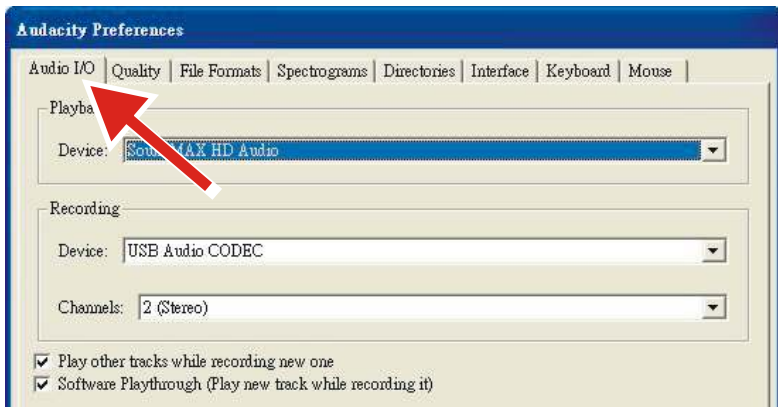 Audacity Preferences
Audio I/O Quality File Formats Spectrograms Directories Interface Keyboard Mouse
Device: HD Audio
Recording
Device: USB Audio CODEC
Channels: 2 (Stereo)
Play other tracks while recording new one
Software Playthrough (Play new track while recording it)